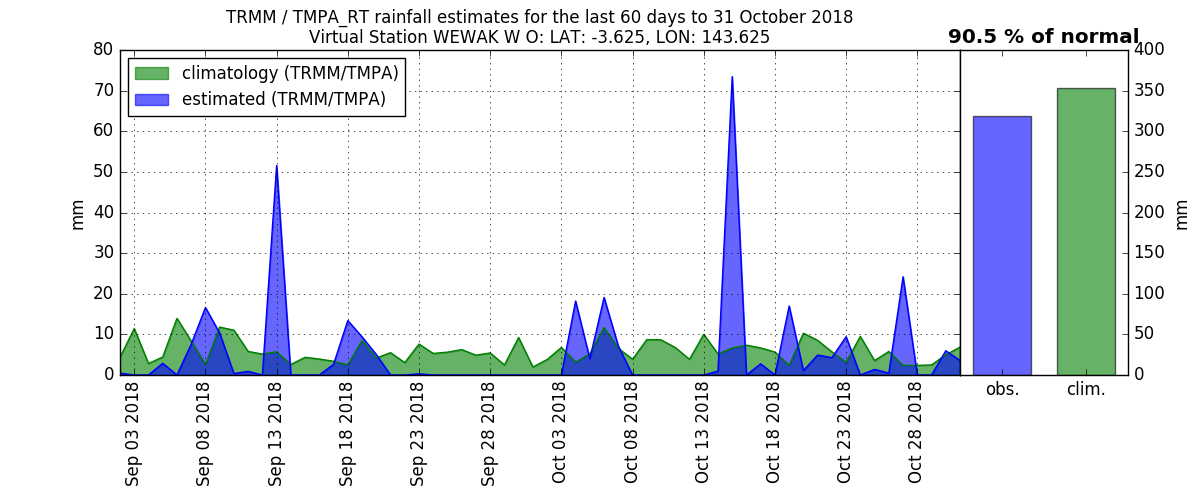 TRMM / TMPA_RT rainfall estimates for the last 60 days to 31 October 2018
Virtual Station WEWAK W O: LAT: -3.625, LON: 143.625
90.5 % of normal
climatology (TRMM/TMPA)
estimated (TRMM/TMPA)
mm
80
70
60
50
40
30
20
10
0
Sep 03 2018
Sep 08 2018
Sep 13 2018
Sep 18 2018
Sep 23 2018
Sep 28 2018
Oct 03 2018
Oct 08 2018
Oct 13 2018
Oct 18 2018
Oct 23 2018
Oct 28 2018
obs.
clim.
400
350
300
250
200
150
100
50
0
mm